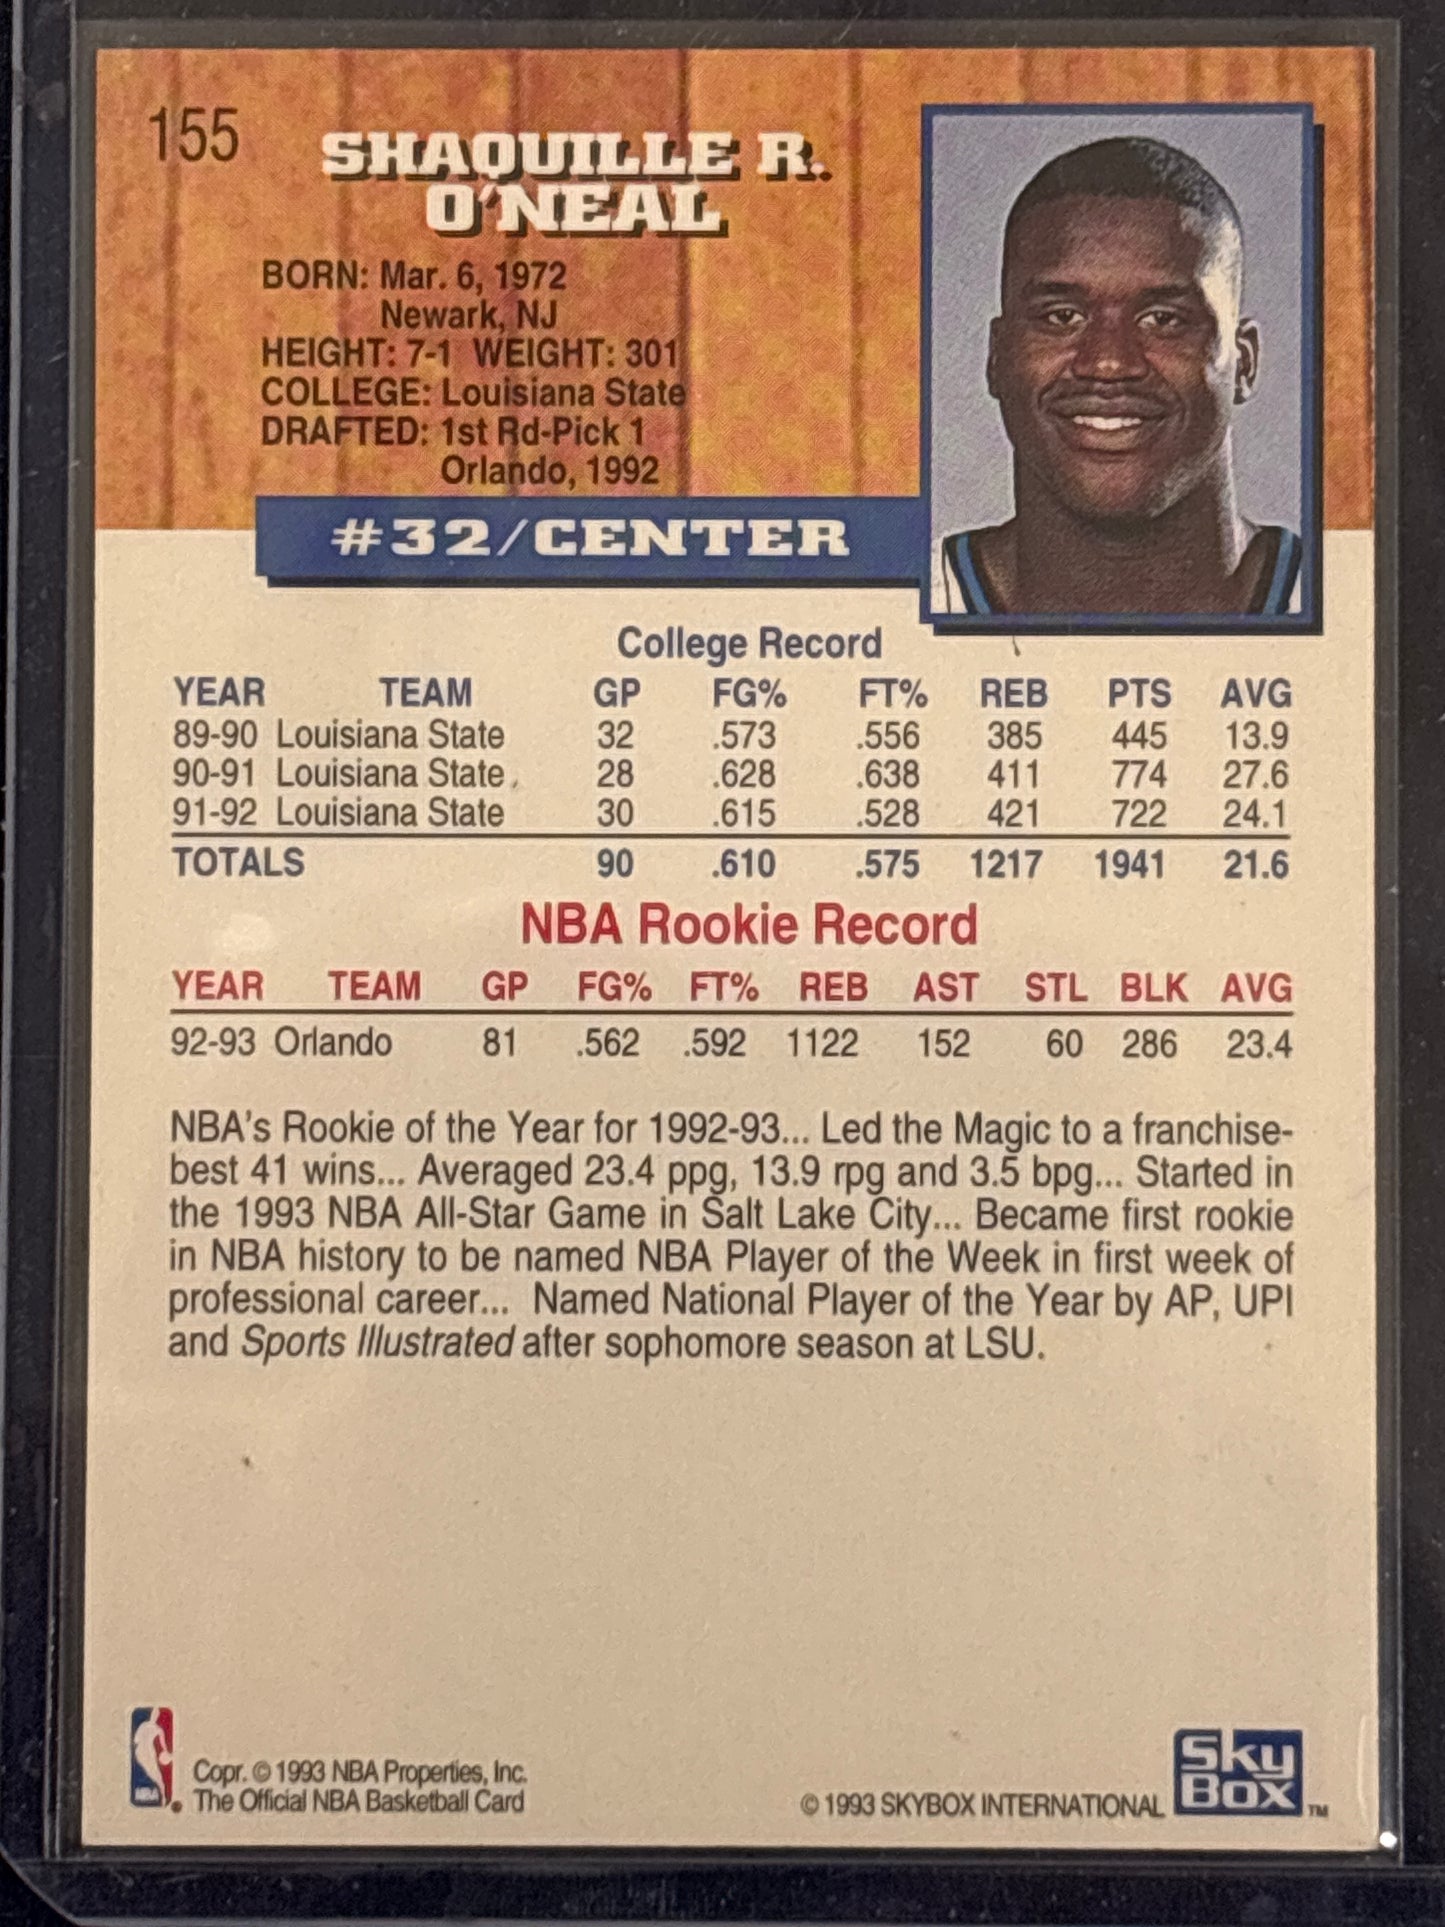 155
SHAQUILLE R.
O'NEAL
BORN: Mar. 6, 1972
Newark, NJ
HEIGHT: 7-1 WEIGHT: 301
COLLEGE: Louisiana State
DRAFTED: 1st Rd-Pick 1
Orlando, 1992
#32/CENTER
College Record
YEAR TEAM GP FG% FT% REB PTS AVG
89-90 Louisiana State 32 .573 .556 385 445 13.9
90-91 Louisiana State 28 .628 .638 411 774 27.6
91-92 Louisiana State 30 .615 .528 421 722 24.1
TOTALS 90 .610 .575 1217 1941 21.6
NBA Rookie Record
YEAR TEAM GP FG% FT% REB AST STL BLK AVG
92-93 Orlando 81 .562 .592 1122 152 60 286 23.4
NBA's Rookie of the Year for 1992-93... Led the Magic to a franchise-
best 41 wins... Averaged 23.4 ppg, 13.9 rpg and 3.5 bpg... Started in
the 1993 NBA All-Star Game in Salt Lake City... Became first rookie
in NBA history to be named NBA Player of the Week in first week of
professional career... Named National Player of the Year by AP, UPI
and Sports Illustrated after sophomore season at LSU.
NBA
Copr. © 1993 NBA Properties, Inc.
The Official NBA Basketball Card
© 1993 SKYBOX INTERNATIONAL
Sky
BOX TM